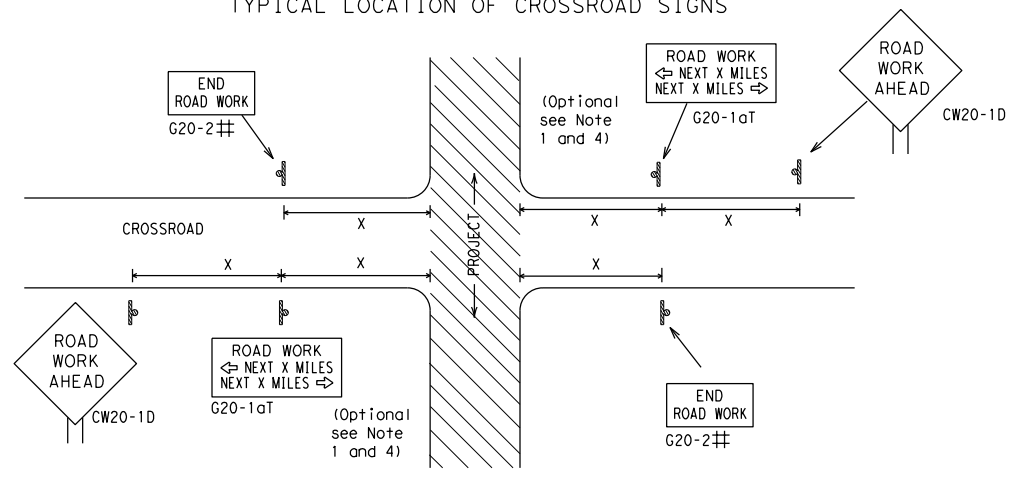 TYPICAL LOCATION OF CROSSROAD SIGNS
END
ROAD WORK
G20-2#
ROAD WORK
⇦ NEXT X MILES
NEXT X MILES ⇨
G20-1aT
(Optional
see Note
1 and 4)
ROAD
WORK
AHEAD
CW20-1D
X
X
X
CROSSROAD
PROJECT
X
X
X
ROAD
WORK
AHEAD
CW20-1D
ROAD WORK
⇦ NEXT X MILES
NEXT X MILES ⇨
G20-1aT
(Optional
see Note
1 and 4)
END
ROAD WORK
G20-2#